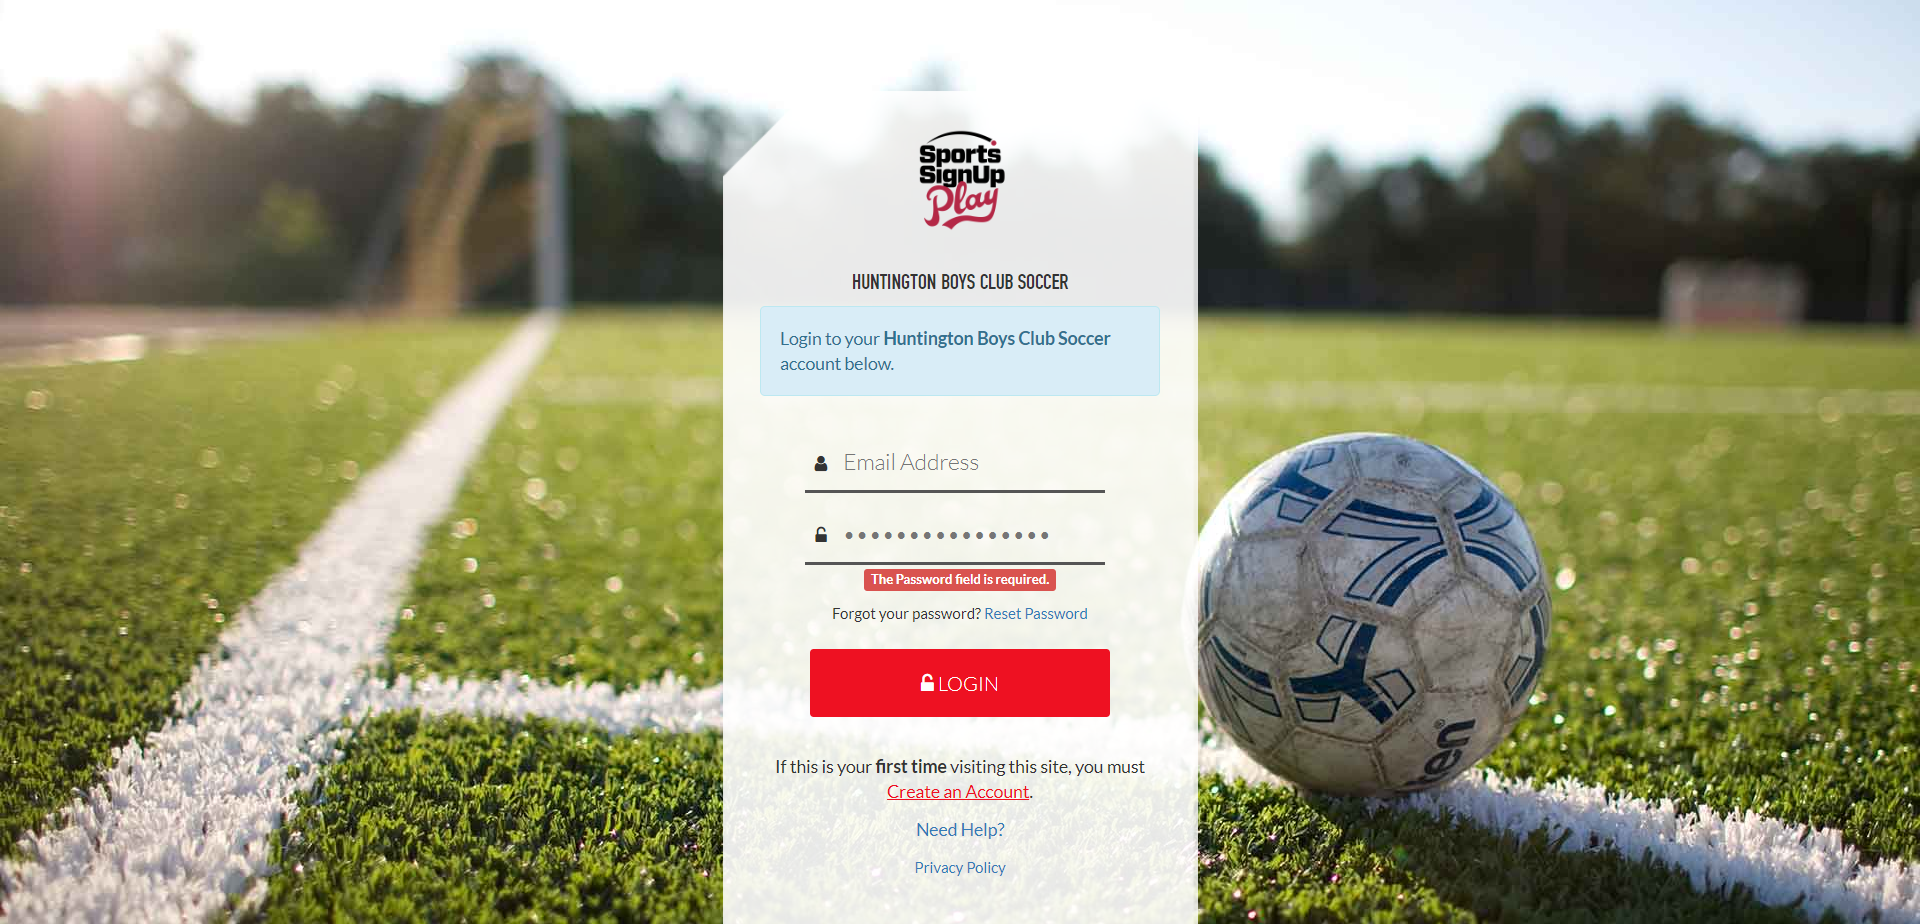 Sports
SignUp
Play
HUNTINGTON BOYS CLUB SOCCER
Login to your Huntington Boys Club Soccer
account below.
Email Address
••••••••••••••••
The Password field is required.
Forgot your password? Reset Password
LOGIN
If this is your first time visiting this site, you must
Create an Account.
Need Help?
Privacy Policy